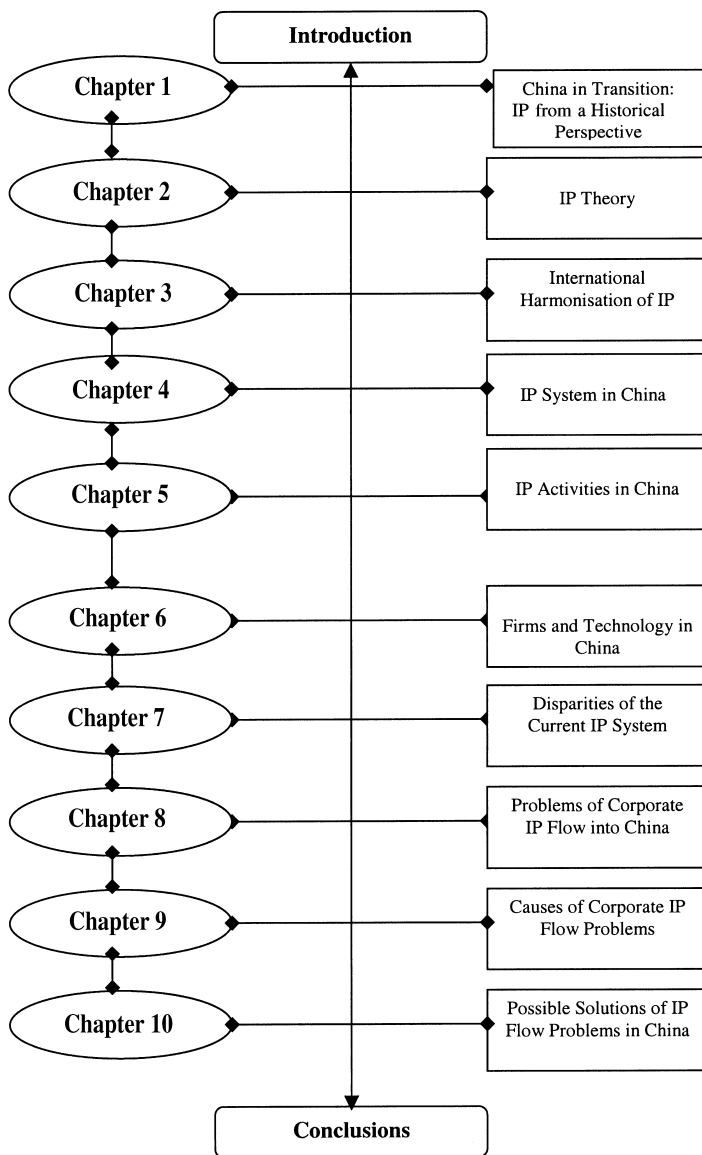 Introduction
Chapter 1
China in Transition:
IP from a Historical
Perspective
Chapter 2
IP Theory
Chapter 3
International
Harmonisation of IP
Chapter 4
IP System in China
Chapter 5
IP Activities in China
Chapter 6
Firms and Technology in
China
Chapter 7
Disparities of the
Current IP System
Chapter 8
Problems of Corporate
IP Flow into China
Chapter 9
Causes of Corporate IP
Flow Problems
Chapter 10
Possible Solutions of IP
Flow Problems in China
Conclusions